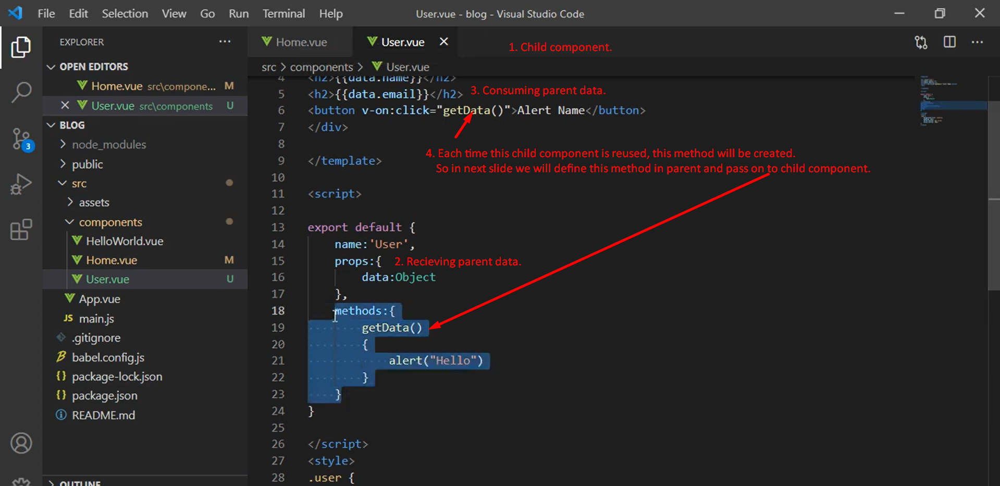 File Edit Selection View Go Run Terminal Help User.vue - blog - Visual Studio Code
EXPLORER
OPEN EDITORS
Home.vue src\compone... M
User.vue src\components U
BLOG
node_modules
public
src
assets
components
HelloWorld.vue
Home.vue M
User.vue U
App.vue
JS main.js
.gitignore
babel.config.js
{} package-lock.json
{} package.json
README.md
OUTLINE
3
Home.vue User.vue
1. Child component.
src > components > User.vue
4 <h2>{{data.name}}</h2>
5 <h2>{{data.email}}</h2>
3. Consuming parent data.
6 <button v-on:click="getData()">Alert Name</button>
7 </div>
8
4. Each time this child component is reused, this method will be created.
9 </template>
So in next slide we will define this method in parent and pass on to child component.
10
11 <script>
12
13 export default {
14 name:'User',
15 props:{
2. Recieving parent data.
16 data:Object
17 },
18 methods:{
19 getData()
20 {
21 alert("Hello")
22 }
23 }
24 }
25
26 </script>
27 <style>
28 .user {